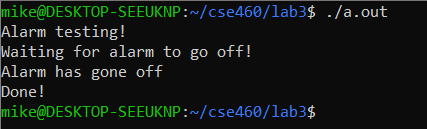 mike@DESKTOP-SEEUKNP:~/cse460/lab3$ ./a.out
Alarm testing!
Waiting for alarm to go off!
Alarm has gone off
Done!
mike@DESKTOP-SEEUKNP:~/cse460/lab3$